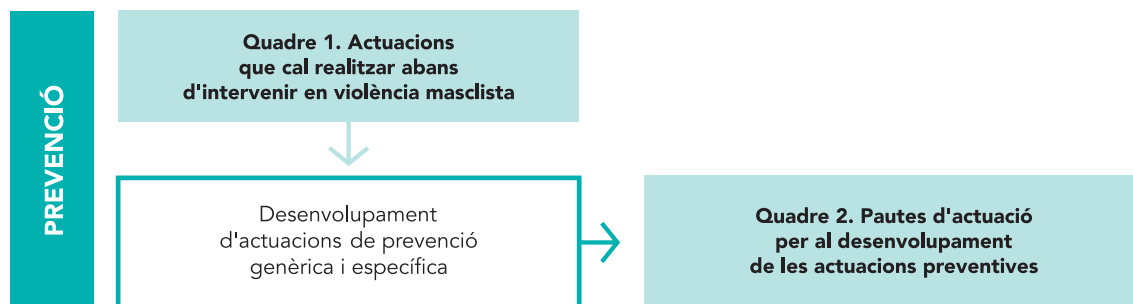 PREVENCIÓ
Quadre 1. Actuacions
que cal realitzar abans
d'intervenir en violència masclista
Desenvolupament
d'actuacions de prevenció
genèrica i específica
Quadre 2. Pautes d'actuació
per al desenvolupament
de les actuacions preventives